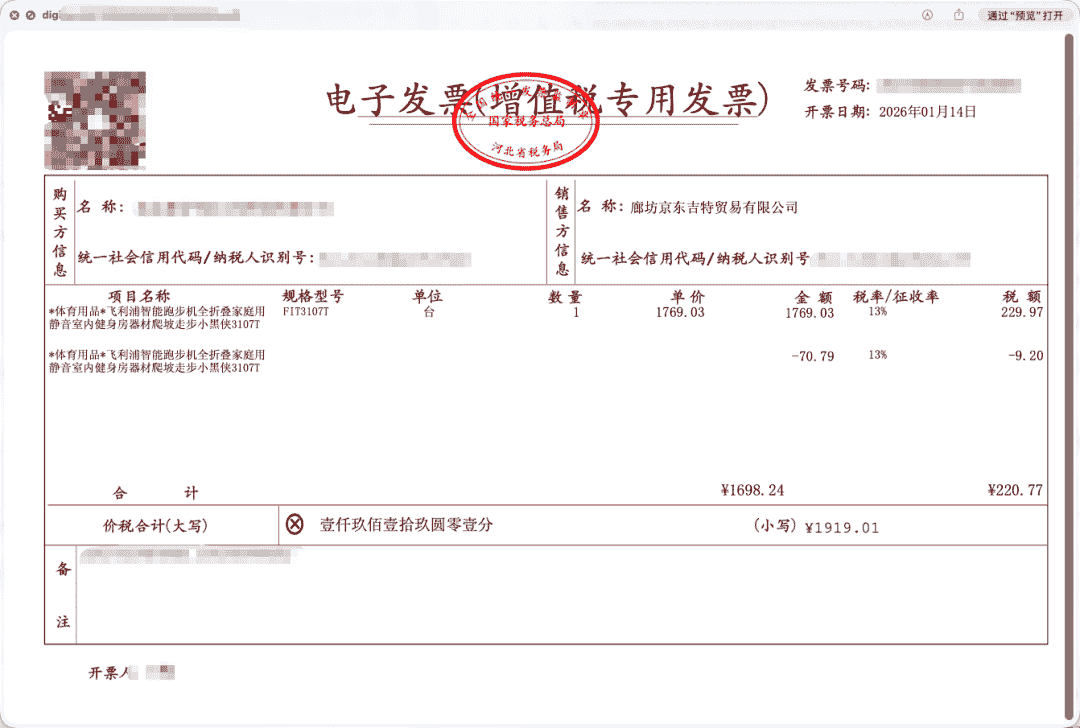 通过“预览”打开
电子发票(增值税专用发票)
国家税务总局
河北省税务局
发票号码:
开票日期: 2026年01月14日
购买方信息
名 称:
统一社会信用代码/纳税人识别号:
销售方信息
名 称: 廊坊京东吉特贸易有限公司
统一社会信用代码/纳税人识别号
项目名称 规格型号 单位 数量 单价 金额 税率/征收率 税额
*体育用品*飞利浦智能跑步机全折叠家庭用 FIT3107T 台 1 1769.03 1769.03 13% 229.97
静音室内健身房器材爬坡走步小黑侠3107T
*体育用品*飞利浦智能跑步机全折叠家庭用 -70.79 13% -9.20
静音室内健身房器材爬坡走步小黑侠3107T
合 计 ¥1698.24 ¥220.77
价税合计(大写) 壹仟玖佰壹拾玖圆零壹分 (小写) ¥1919.01
备注
开票人